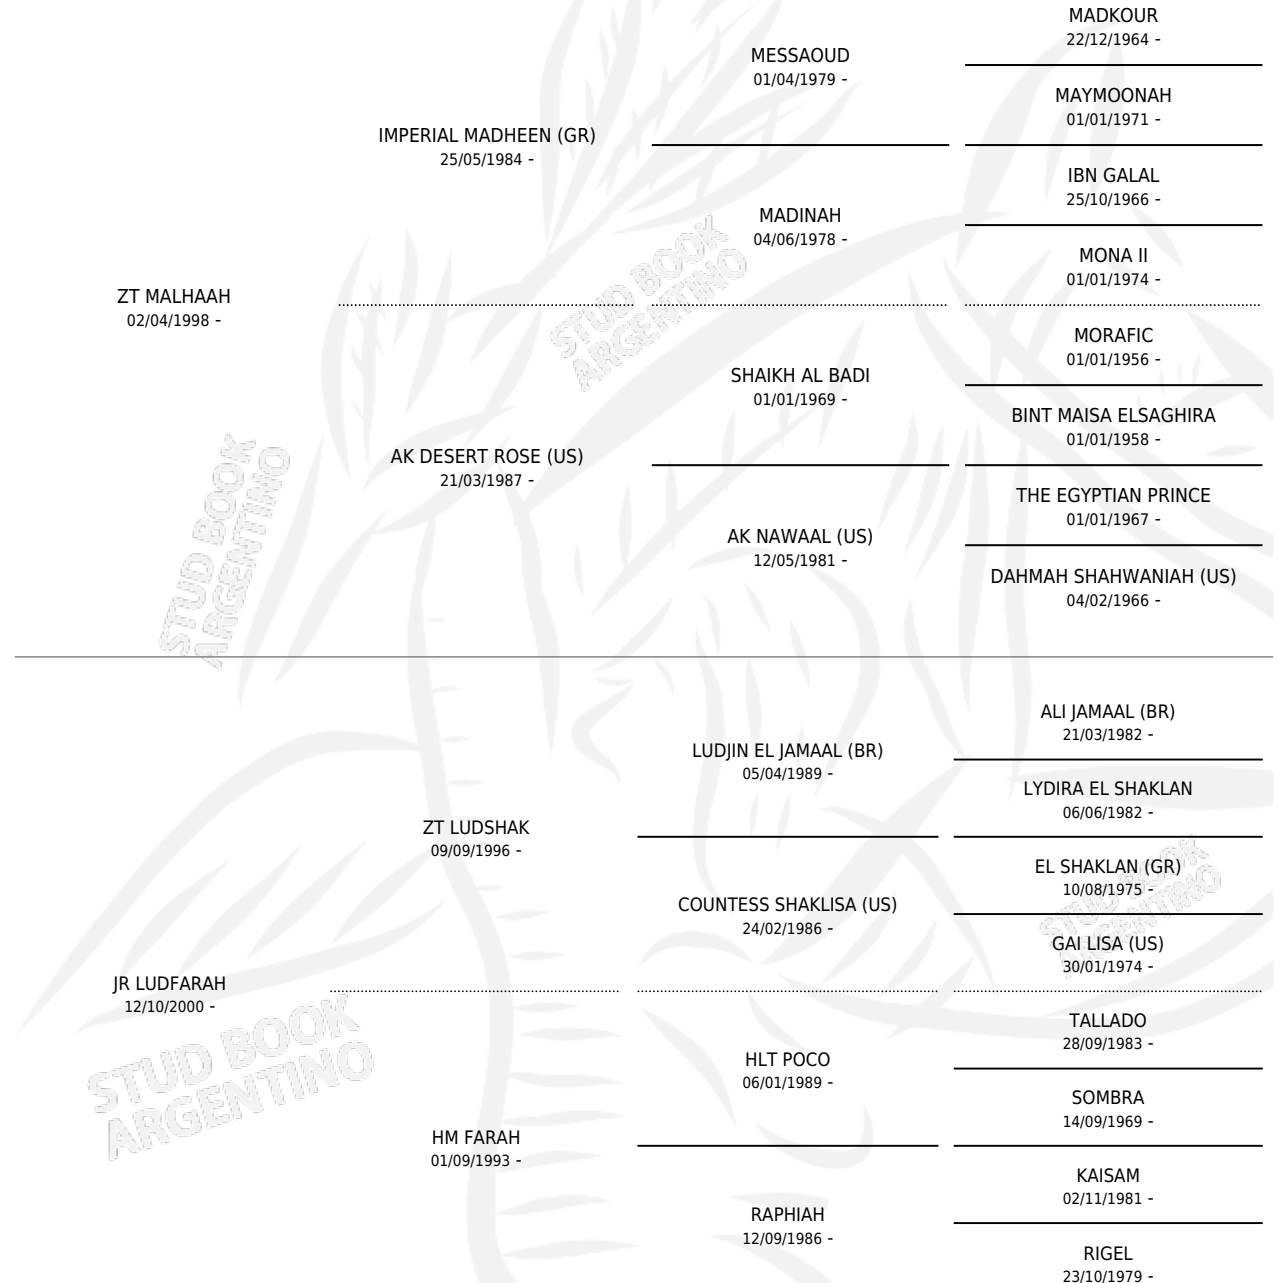 MADKOUR
22/12/1964 -
MESSAOUD
01/04/1979 -
MAYMOONAH
01/01/1971 -
IMPERIAL MADHEEN (GR)
25/05/1984 -
IBN GALAL
25/10/1966 -
MADINAH
04/06/1978 -
MONA II
01/01/1974 -
ZT MALHAAH
02/04/1998 -
MORAFIC
01/01/1956 -
SHAIKH AL BADI
01/01/1969 -
BINT MAISA ELSAGHIRA
01/01/1958 -
AK DESERT ROSE (US)
21/03/1987 -
THE EGYPTIAN PRINCE
01/01/1967 -
AK NAWAAL (US)
12/05/1981 -
DAHMAH SHAHWANIAH (US)
04/02/1966 -
STUD BOOK
ARGENTINO
STUD BOOK
ARGENTINO
ALI JAMAAL (BR)
21/03/1982 -
LUDJIN EL JAMAAL (BR)
05/04/1989 -
LYDIRA EL SHAKLAN
06/06/1982 -
ZT LUDSHAK
09/09/1996 -
EL SHAKLAN (GR)
10/08/1975 -
COUNTESS SHAKLISA (US)
24/02/1986 -
GAI LISA (US)
30/01/1974 -
JR LUDFARAH
12/10/2000 -
TALLADO
28/09/1983 -
HLT POCO
06/01/1989 -
SOMBRA
14/09/1969 -
HM FARAH
01/09/1993 -
KAISAM
02/11/1981 -
RAPHIAH
12/09/1986 -
RIGEL
23/10/1979 -
STUD BOOK
ARGENTINO
STUD BOOK
ARGENTINO